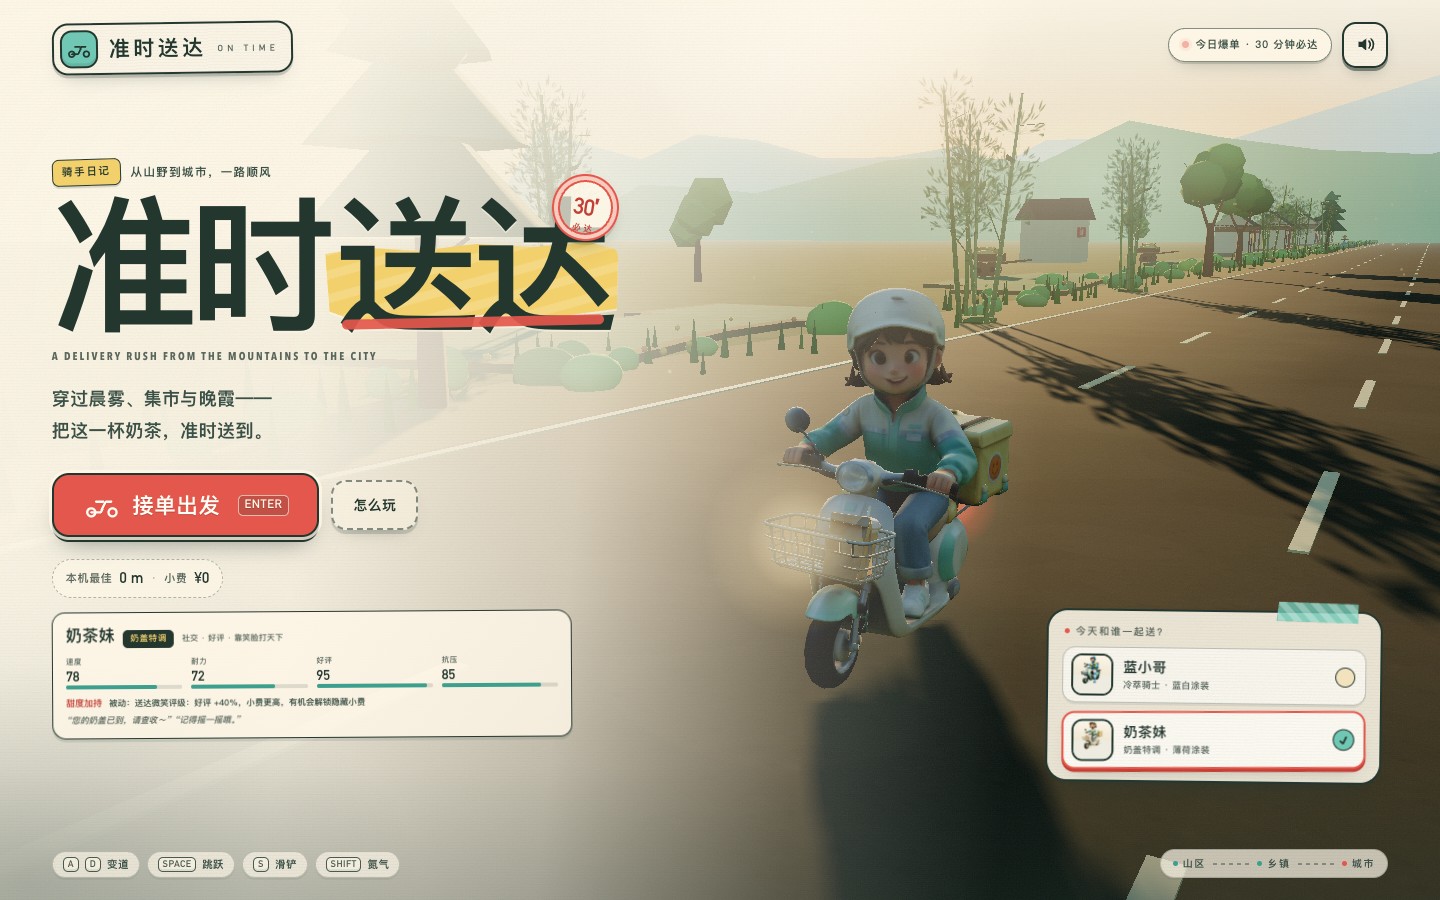 准时送达 ON TIME
今日爆单 · 30 分钟必达
骑手日记 从山野到城市，一路顺风
准时送达
30′
必达
A DELIVERY RUSH FROM THE MOUNTAINS TO THE CITY
穿过晨雾、集市与晚霞——
把这一杯奶茶，准时送到。
接单出发 ENTER
怎么玩
本机最佳 0 m · 小费 ¥0
奶茶妹 奶盖特调 社交 · 好评 · 靠笑脸打天下
速度 耐力 好评 抗压
78 72 95 85
甜度加持 被动：送达微笑评级：好评 +40%，小费更高，有机会解锁隐藏小费
“您的奶盖已到，请查收～” “记得摇一摇哦。”
今天和谁一起送？
蓝小哥
冷萃骑士 · 蓝白涂装
奶茶妹
奶盖特调 · 薄荷涂装
A D 变道 SPACE 跳跃 S 滑铲 SHIFT 氮气
山区 乡镇 城市